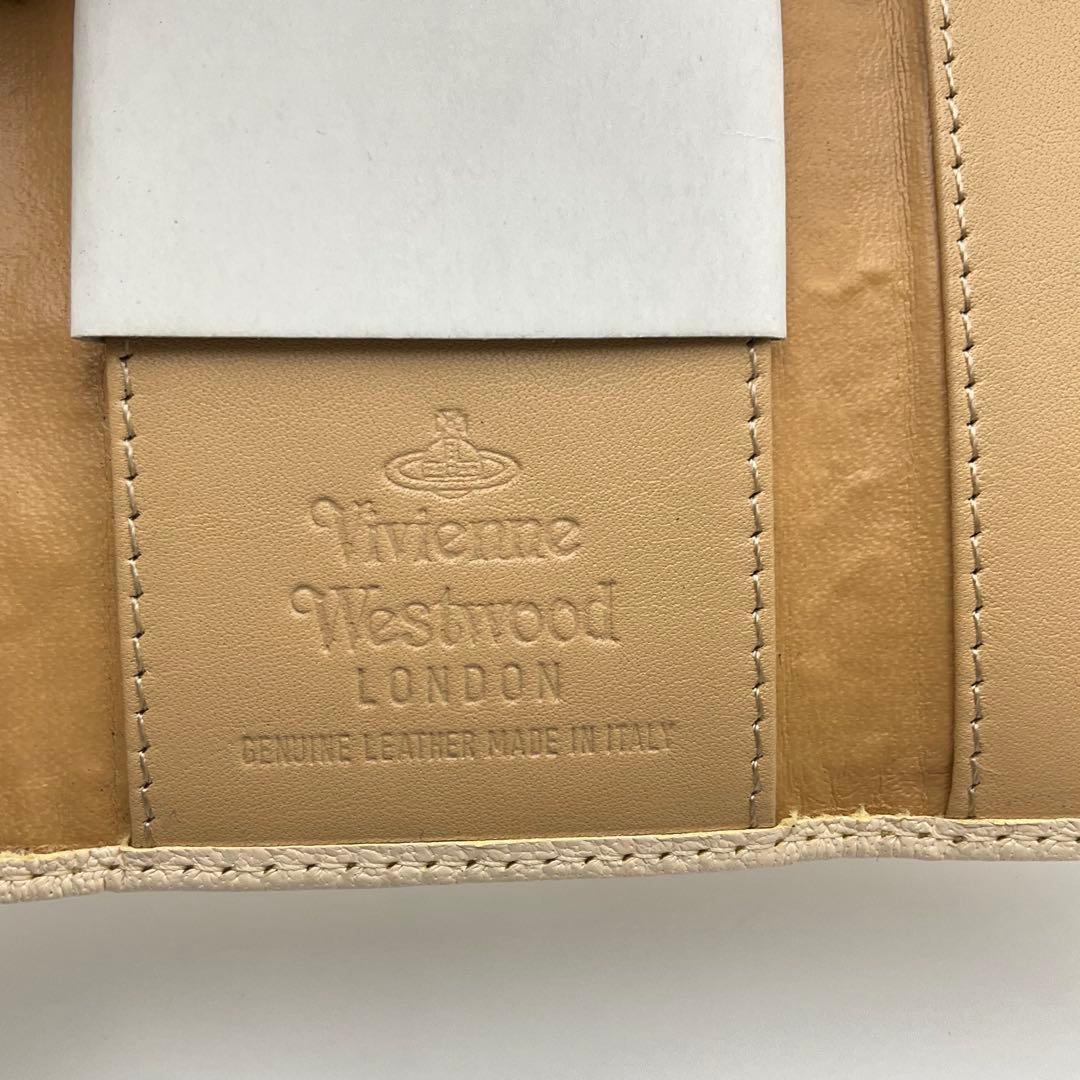 Vivienne
Westwood
LONDON
GENUINE LEATHER MADE IN ITALY